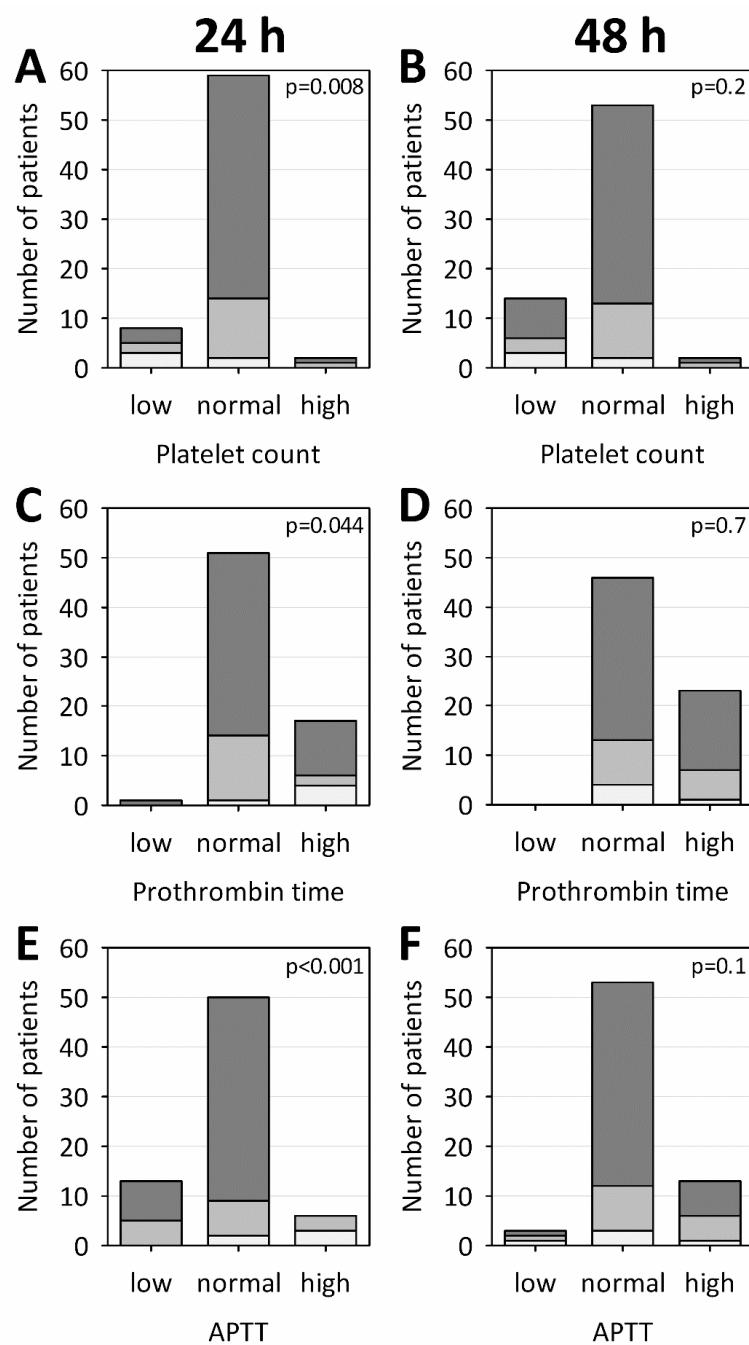 24 h 48 h
A B
60 p=0.008 60 p=0.2
50 50
40 40
30 30
20 20
10 10
0 0
Number of patients Number of patients
low normal high low normal high
Platelet count Platelet count
C D
60 p=0.044 60 p=0.7
50 50
40 40
30 30
20 20
10 10
0 0
Number of patients Number of patients
low normal high low normal high
Prothrombin time Prothrombin time
E F
60 p<0.001 60 p=0.1
50 50
40 40
30 30
20 20
10 10
0 0
Number of patients Number of patients
low normal high low normal high
APTT APTT